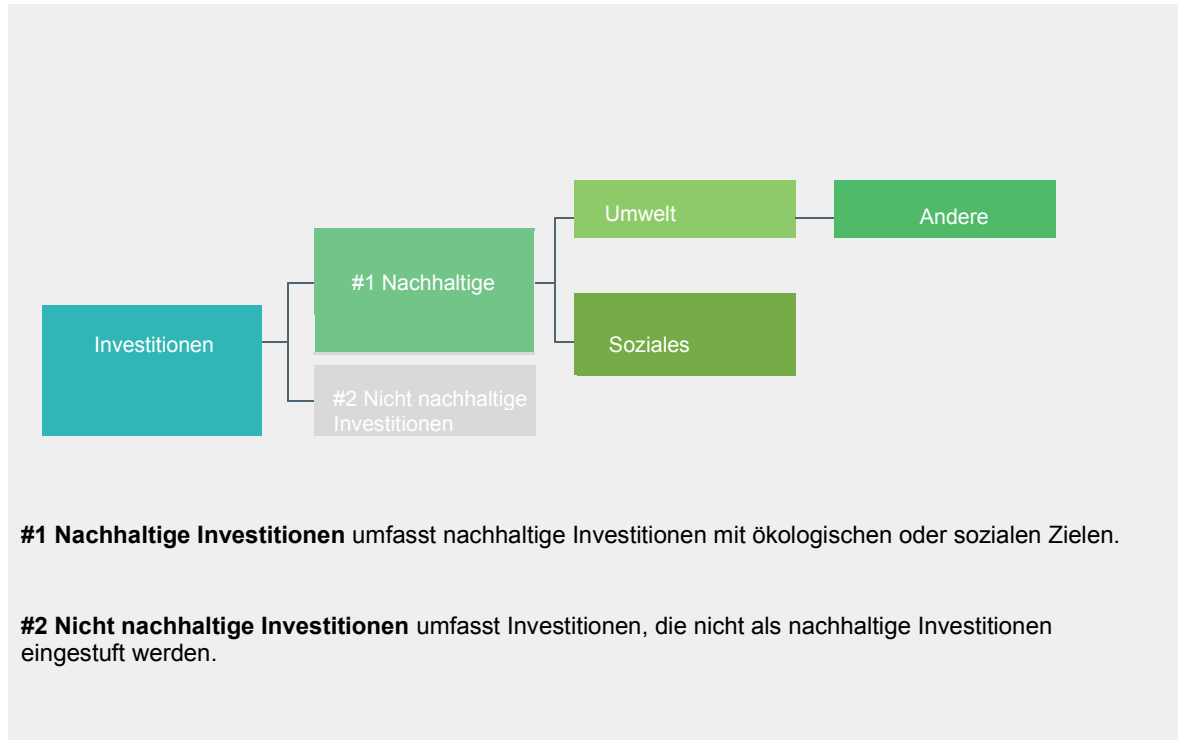 Umwelt
Andere
#1 Nachhaltige
Investitionen
Soziales
#2 Nicht nachhaltige
Investitionen
#1 Nachhaltige Investitionen umfasst nachhaltige Investitionen mit ökologischen oder sozialen Zielen.
#2 Nicht nachhaltige Investitionen umfasst Investitionen, die nicht als nachhaltige Investitionen
eingestuft werden.